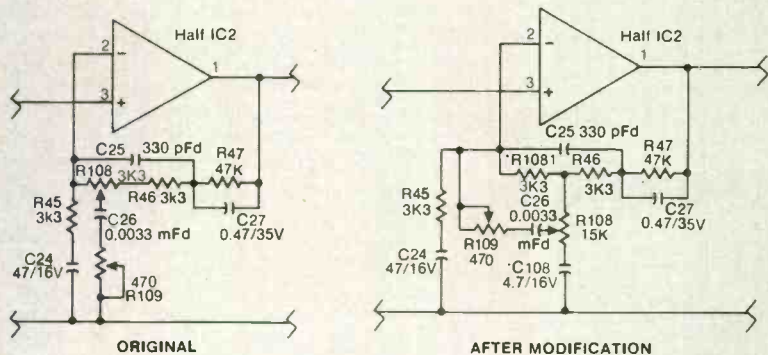 Half IC2
2
1
3
C25 330 pFd
R108
3K3
R47
47K
R45
3k3
R46 3k3
C26
0.0033 mFd
C27
0.47/35V
C24
47/16V
470
R109
ORIGINAL
Half IC2
2
1
3
C25 330 pFd
R1081
R46
R47
47K
R45
3K3
3K3
3K3
C26
0.0033
mFd
C27
0.47/35V
R109
470
R108
15K
C24
47/16V
C108
4.7/16V
AFTER MODIFICATION